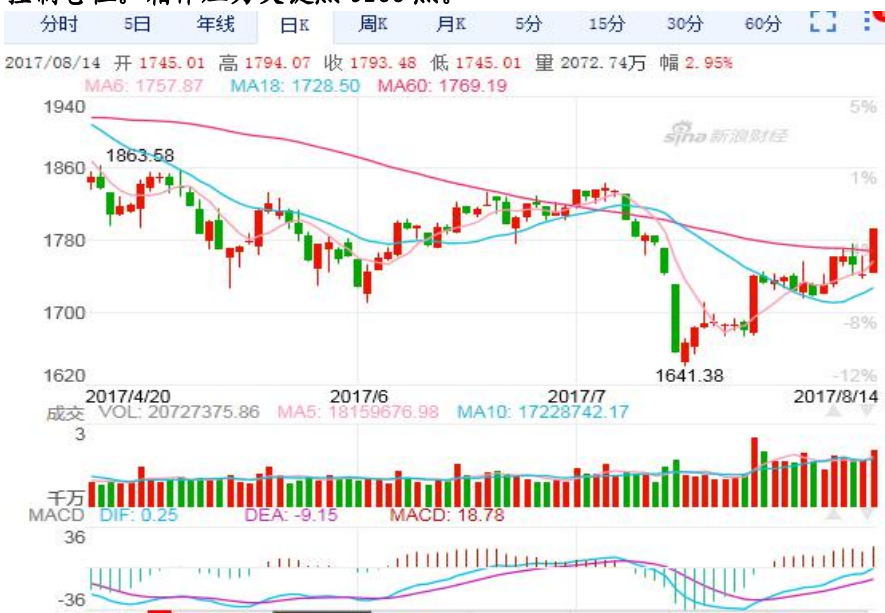 分时 5日 年线 日K 周K 月K 5分 15分 30分 60分
2017/08/14 开 1745.01 高 1794.07 收 1793.48 低 1745.01 量 2072.74万 幅 2.95%
MA6: 1757.87 MA18: 1728.50 MA60: 1769.19
1940 5%
sina 新浪财经
1863.58
1860 1%
1780
1700 -8%
1641.38
1620 -12%
2017/4/20 2017/6 2017/7 2017/8/14
成交 VOL: 20727375.86 MA5: 18159676.98 MA10: 17228742.17
3
千万
MACD DIF: 0.25 DEA: -9.15 MACD: 18.78
36
-36